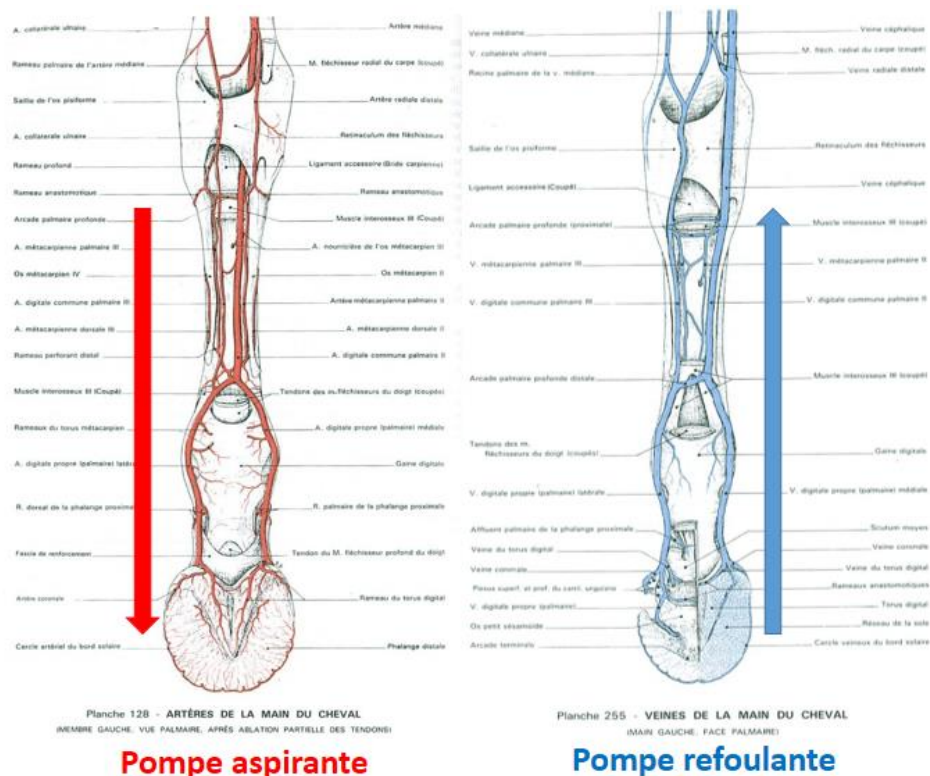 A. collatérale ulnaire
Artère médiane
Rameau palmaire de l'artère médiane
M. fléchisseur radial du carpe (coupé)
Saillie de l'os pisiforme
Artère radiale distale
A. collatérale ulnaire
Retinaculum des fléchisseurs
Rameau profond
Ligament accessoire (Bride carpienne)
Rameau anastomotique
Rameau anastomotique
Arcade palmaire profonde
Muscle interosseux III (Coupé)
A. métacarpienne palmaire III
A. nourricière de l'os métacarpien III
Os métacarpien IV
Os métacarpien II
A. digitale commune palmaire III
Artère métacarpienne palmaire II
A. métacarpienne dorsale III
A. métacarpienne dorsale II
Rameau perforant distal
A. digitale commune palmaire II
Muscle interosseux III (Coupé)
Tendons des m. fléchisseurs du doigt (coupés)
Rameaux du torus métacarpien
A. digitale propre (palmaire) médiale
A. digitale propre (palmaire) laté
Gaine digitale
R. dorsal de la phalange proxima
R. palmaire de la phalange proximale
Fascia de renforcement
Tendon du M. fléchisseur profond du doigt
Artère coronale
Rameau du torus digital
Cercle artériel du bord solaire
Phalange distale
Planche 128 - ARTÈRES DE LA MAIN DU CHEVAL
(MEMBRE GAUCHE, VUE PALMAIRE, APRÈS ABLATION PARTIELLE DES TENDONS)
Pompe aspirante
Veine médiane
Veine céphalique
V. collatérale ulnaire
M. fléch. radial du carpe (coupé)
Racine palmaire de la v. médiane
Veine radiale distale
Saillie de l'os pisiforme
Retinaculum des fléchisseurs
Ligament accessoire (Coupé)
Veine céphalique
Arcade palmaire profonde (proximale)
Muscle interosseux III (coupé)
V. métacarpienne palmaire III
V. métacarpienne palmaire II
V. digitale commune palmaire III
V. digitale commune palmaire II
Arcade palmaire profonde distale
Muscle interosseux III (coupé)
Tendons des m.
fléchisseurs du doigt (coupés)
Gaine digitale
V. digitale propre (palmaire) latérale
V. digitale propre (palmaire) médiale
Affluent palmaire de la phalange proximale
Scutum moyen
Veine du torus digital
Veine coronale
Veine coronale
Veine du torus digital
Plexus superf. et prof. du cart. unguléire
Rameaux anastomotiques
V. digitale propre (palmaire)
Torus digital
Os petit sésamoïde
Réseau de la sole
Arcade terminale
Cercle veineux du bord solaire
Planche 255 - VEINES DE LA MAIN DU CHEVAL
(MAIN GAUCHE, FACE PALMAIRE)
Pompe refoulante